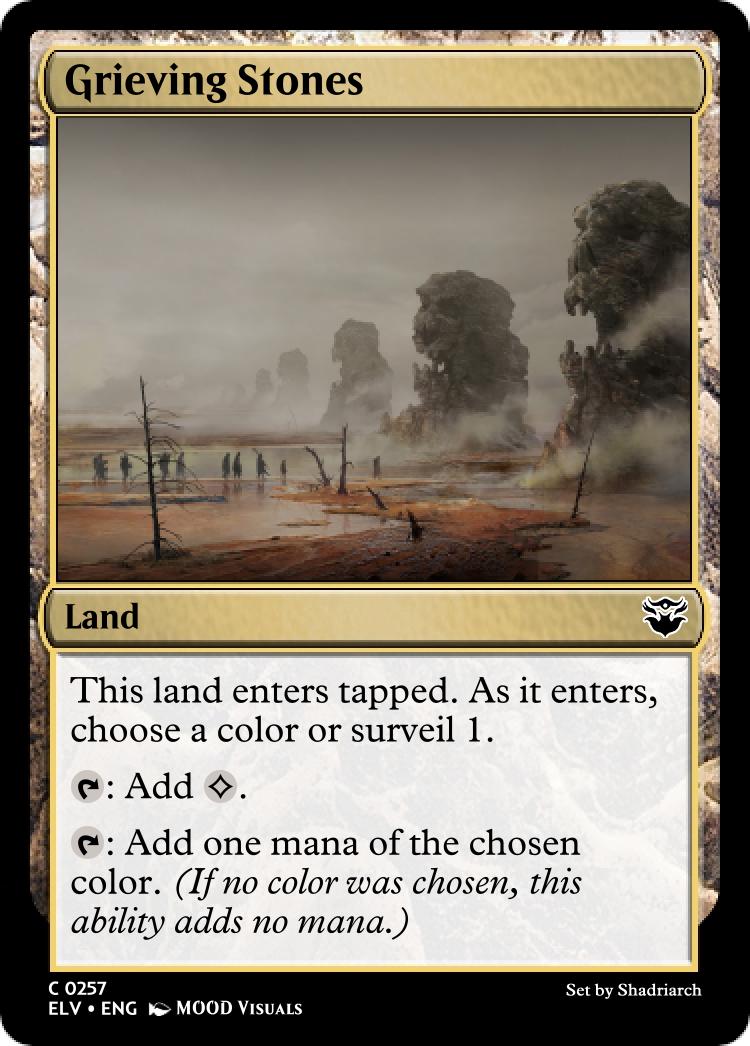 Grieving Stones
Land
This land enters tapped. As it enters,
choose a color or surveil 1.
: Add .
: Add one mana of the chosen
color. (If no color was chosen, this
ability adds no mana.)
C 0257
Set by Shadriarch
ELV • ENG MOOD VISUALS